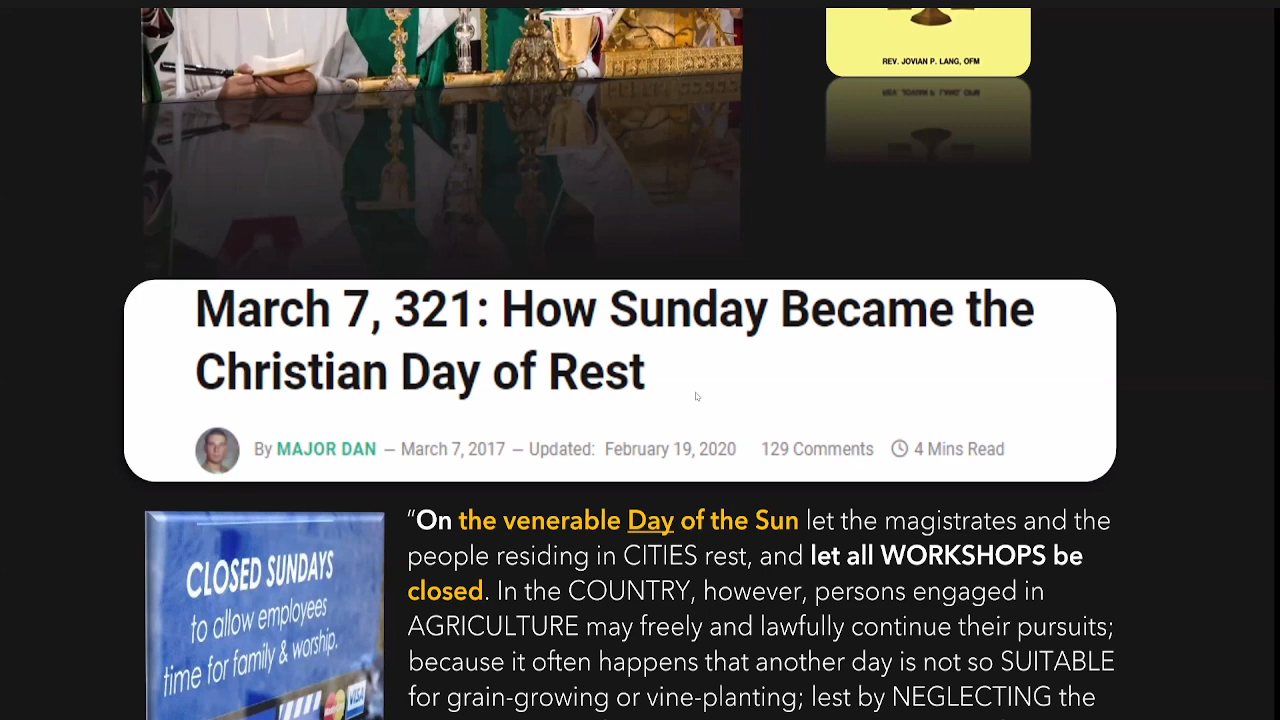 REV. JOVIAN P. LANG, OFM
March 7, 321: How Sunday Became the
Christian Day of Rest
By MAJOR DAN — March 7, 2017 — Updated: February 19, 2020 129 Comments 4 Mins Read
CLOSED SUNDAYS
to allow employees
time for family & worship.
VISA
"On the venerable Day of the Sun let the magistrates and the
people residing in CITIES rest, and let all WORKSHOPS be
closed. In the COUNTRY, however, persons engaged in
AGRICULTURE may freely and lawfully continue their pursuits;
because it often happens that another day is not so SUITABLE
for grain-growing or vine-planting; lest by NEGLECTING the